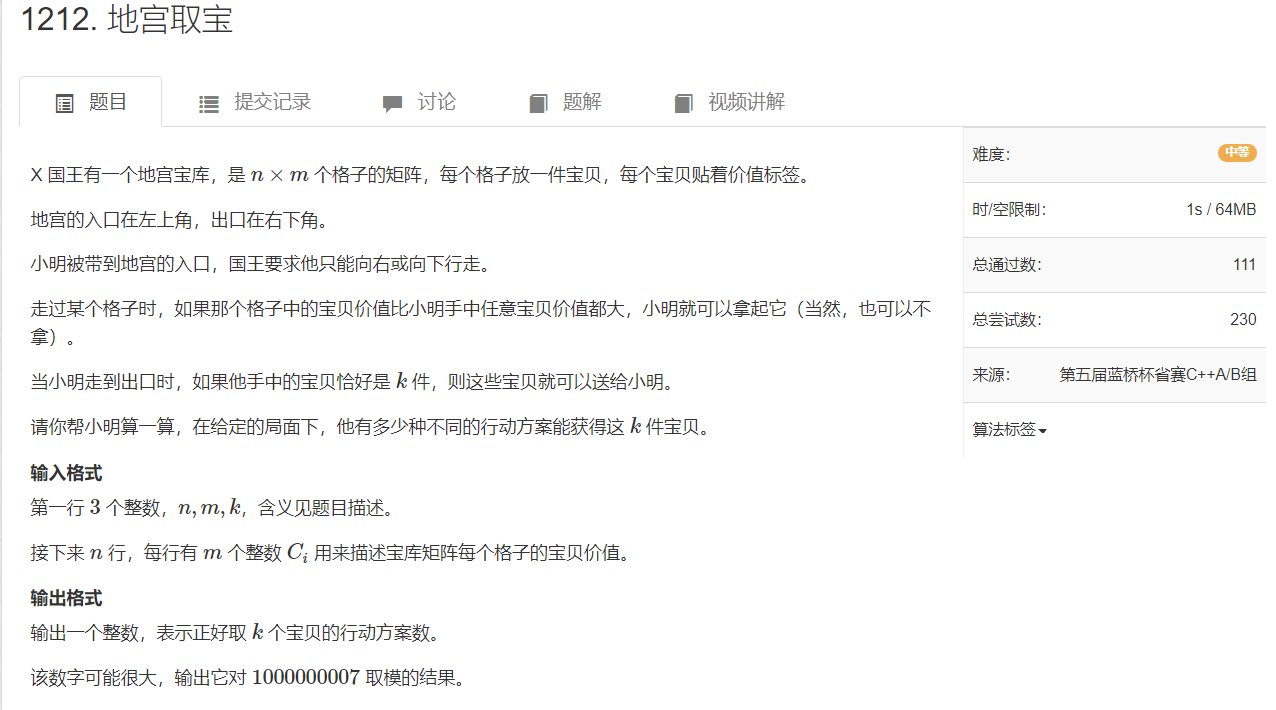 1212. 地宫取宝
题目 提交记录 讨论 题解 视频讲解
X 国王有一个地宫宝库，是 n × m 个格子的矩阵，每个格子放一件宝贝，每个宝贝贴着价值标签。
地宫的入口在左上角，出口在右下角。
小明被带到地宫的入口，国王要求他只能向右或向下行走。
走过某个格子时，如果那个格子中的宝贝价值比小明手中任意宝贝价值都大，小明就可以拿起它（当然，也可以不
拿）。
当小明走到出口时，如果他手中的宝贝恰好是 k 件，则这些宝贝就可以送给小明。
请你帮小明算一算，在给定的局面下，他有多少种不同的行动方案能获得这 k 件宝贝。
输入格式
第一行 3 个整数，n, m, k，含义见题目描述。
接下来 n 行，每行有 m 个整数 Cᵢ 用来描述宝库矩阵每个格子的宝贝价值。
输出格式
输出一个整数，表示正好取 k 个宝贝的行动方案数。
该数字可能很大，输出它对 1000000007 取模的结果。
难度： 中等
时/空限制： 1s / 64MB
总通过数： 111
总尝试数： 230
来源： 第五届蓝桥杯省赛C++A/B组
算法标签